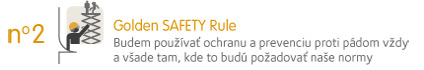 n°2
Golden SAFETY Rule
Budem používať ochranu a prevenciu proti pádom vždy
a všade tam, kde to budú požadovať naše normy